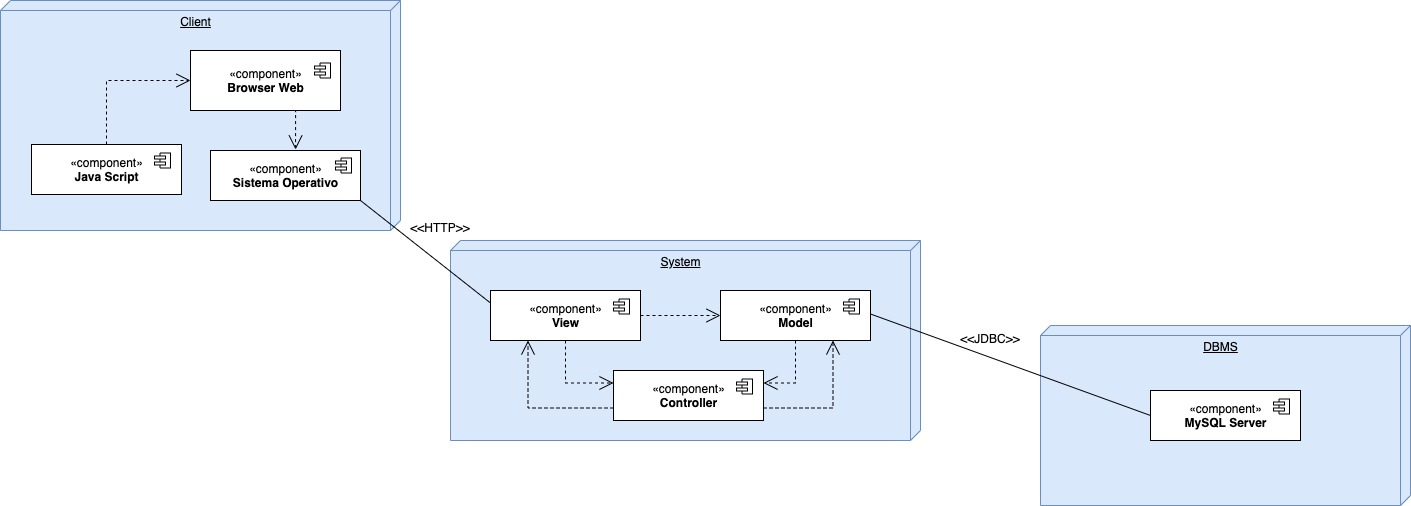 Client
«component»
Browser Web
«component»
Java Script
«component»
Sistema Operativo
<<HTTP>>
System
«component»
View
«component»
Model
«component»
Controller
<<JDBC>>
DBMS
«component»
MySQL Server